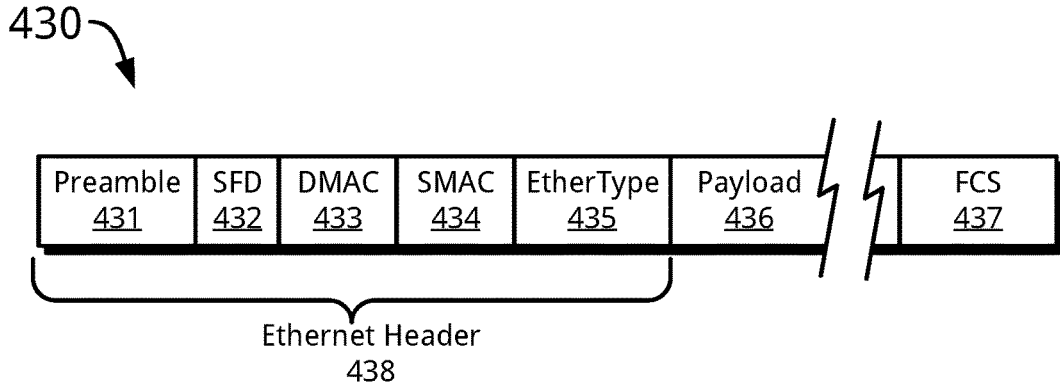 430
Preamble SFD DMAC SMAC EtherType Payload FCS
431 432 433 434 435 436 437
Ethernet Header
438